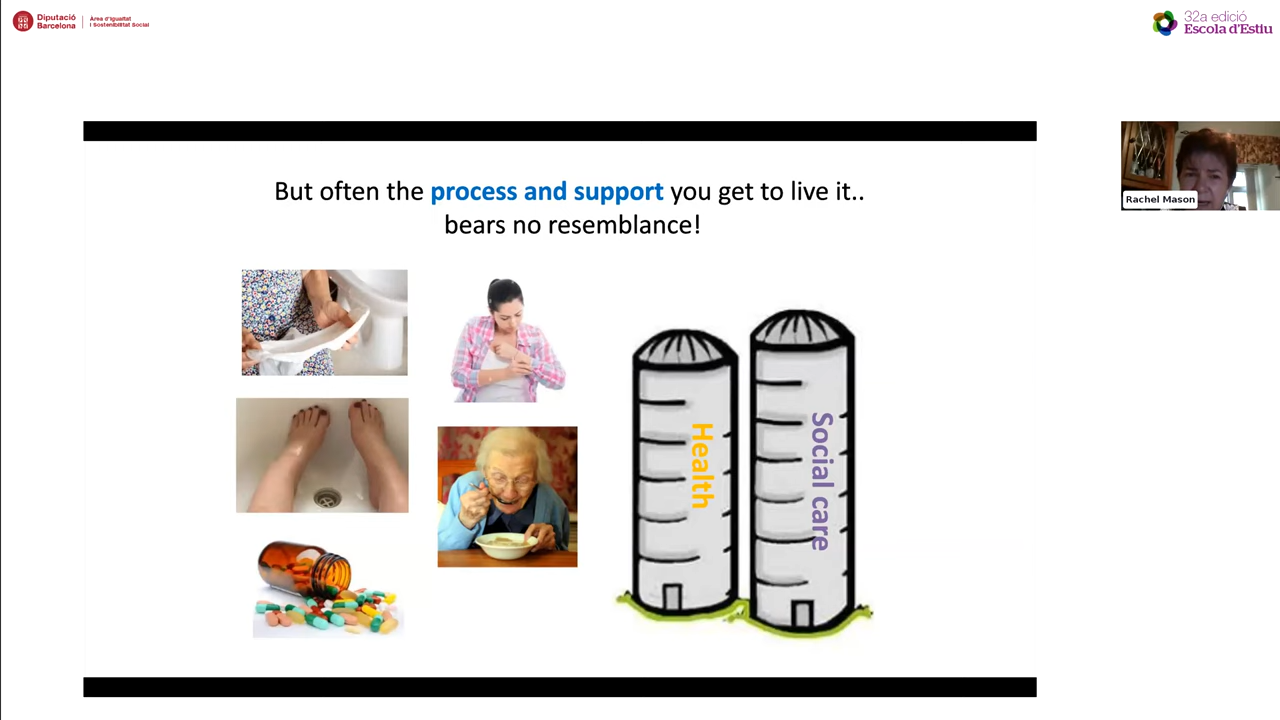 Diputació
Barcelona
Àrea d'Igualtat
i Sostenibilitat Social
32a edició
Escola d'Estiu
Rachel Mason
But often the process and support you get to live it..
bears no resemblance!
Health
Social care